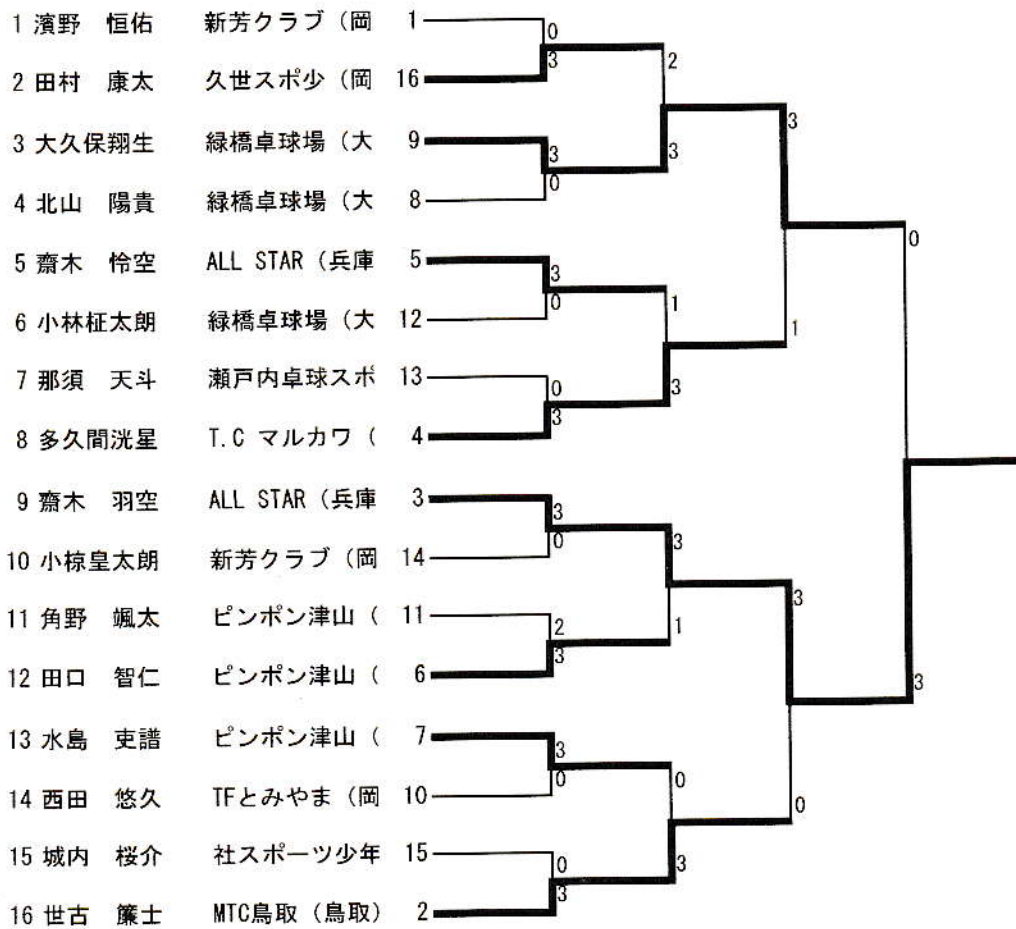 1 濱野 恒佑 新芳クラブ（岡 1
0
3
2
2 田村 康太 久世スポ少（岡 16
3
3 大久保翔生 緑橋卓球場（大 9
3
3
0
4 北山 陽貴 緑橋卓球場（大 8
0
5 齋木 怜空 ALL STAR（兵庫 5
3
0
1
6 小林柾太朗 緑橋卓球場（大 12
1
7 那須 天斗 瀬戸内卓球スポ 13
0
3
3
8 多久間洸星 T.C マルカワ（ 4
9 齋木 羽空 ALL STAR（兵庫 3
3
0
3
10 小椋皇太朗 新芳クラブ（岡 14
3
11 角野 颯太 ピンポン津山（ 11
2
3
1
12 田口 智仁 ピンポン津山（ 6
3
13 水島 吏譜 ピンポン津山（ 7
3
0
0
14 西田 悠久 TFとみやま（岡 10
0
15 城内 桜介 社スポーツ少年 15
0
3
3
16 世古 簾士 MTC鳥取（鳥取） 2